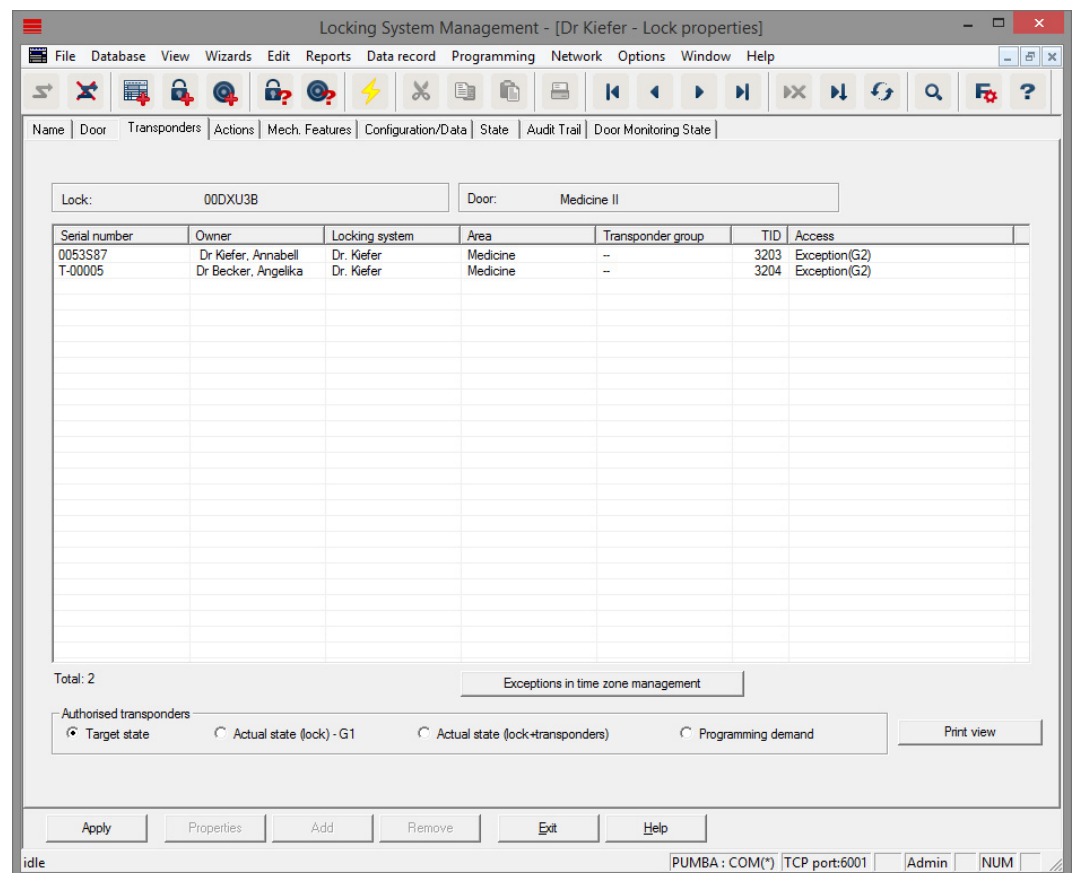 Locking System Management - [Dr Kiefer - Lock properties]
File Database View Wizards Edit Reports Data record Programming Network Options Window Help
Name Door Transponders Actions Mech. Features Configuration/Data State Audit Trail Door Monitoring State
Lock: 00DXU3B Door: Medicine II
Serial number Owner Locking system Area Transponder group TID Access
0053S87 Dr Kiefer, Annabell Dr. Kiefer Medicine -- 3203 Exception(G2)
T-00005 Dr Becker, Angelika Dr. Kiefer Medicine -- 3204 Exception(G2)
Total: 2
Exceptions in time zone management
Authorised transponders
Target state Actual state (lock) - G1 Actual state (lock+transponders) Programming demand Print view
Apply Properties Add Remove Exit Help
idle PUMBA : COM(*) TCP port:6001 Admin NUM